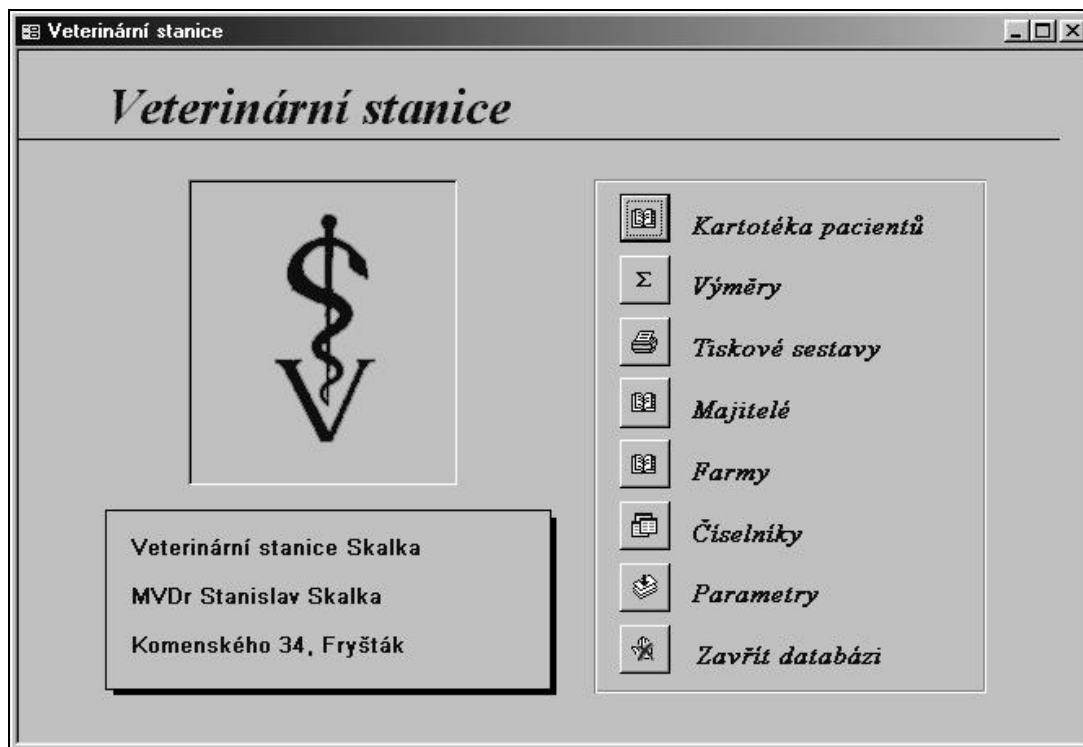 Veterinární stanice
Veterinární stanice
V
Veterinární stanice Skalka
MVDr Stanislav Skalka
Komenského 34, Fryšták
Kartotéka pacientů
Σ Výměry
Tiskové sestavy
Majitelé
Farmy
Číselníky
Parametry
Zavřít databázi